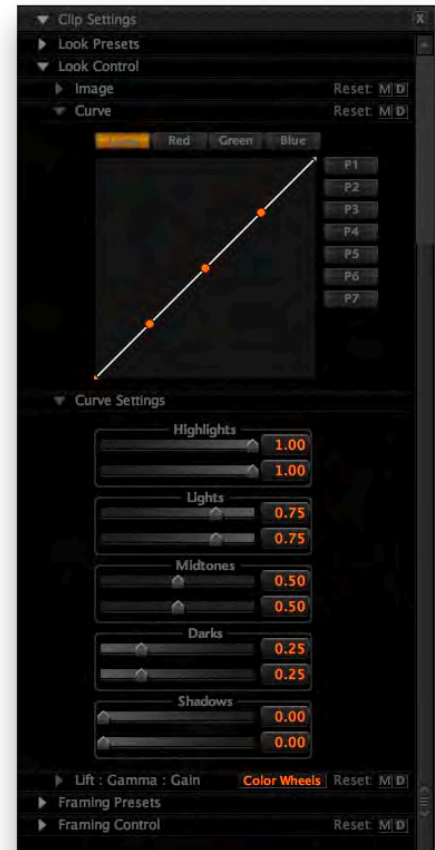 Clip Settings X
Look Presets
Look Control
Image Reset: M D
Curve Reset: M D
Red Green Blue
P1
P2
P3
P4
P5
P6
P7
Curve Settings
Highlights
1.00
1.00
Lights
0.75
0.75
Midtones
0.50
0.50
Darks
0.25
0.25
Shadows
0.00
0.00
Lift : Gamma : Gain Color Wheels Reset: M D
Framing Presets
Framing Control Reset: M D